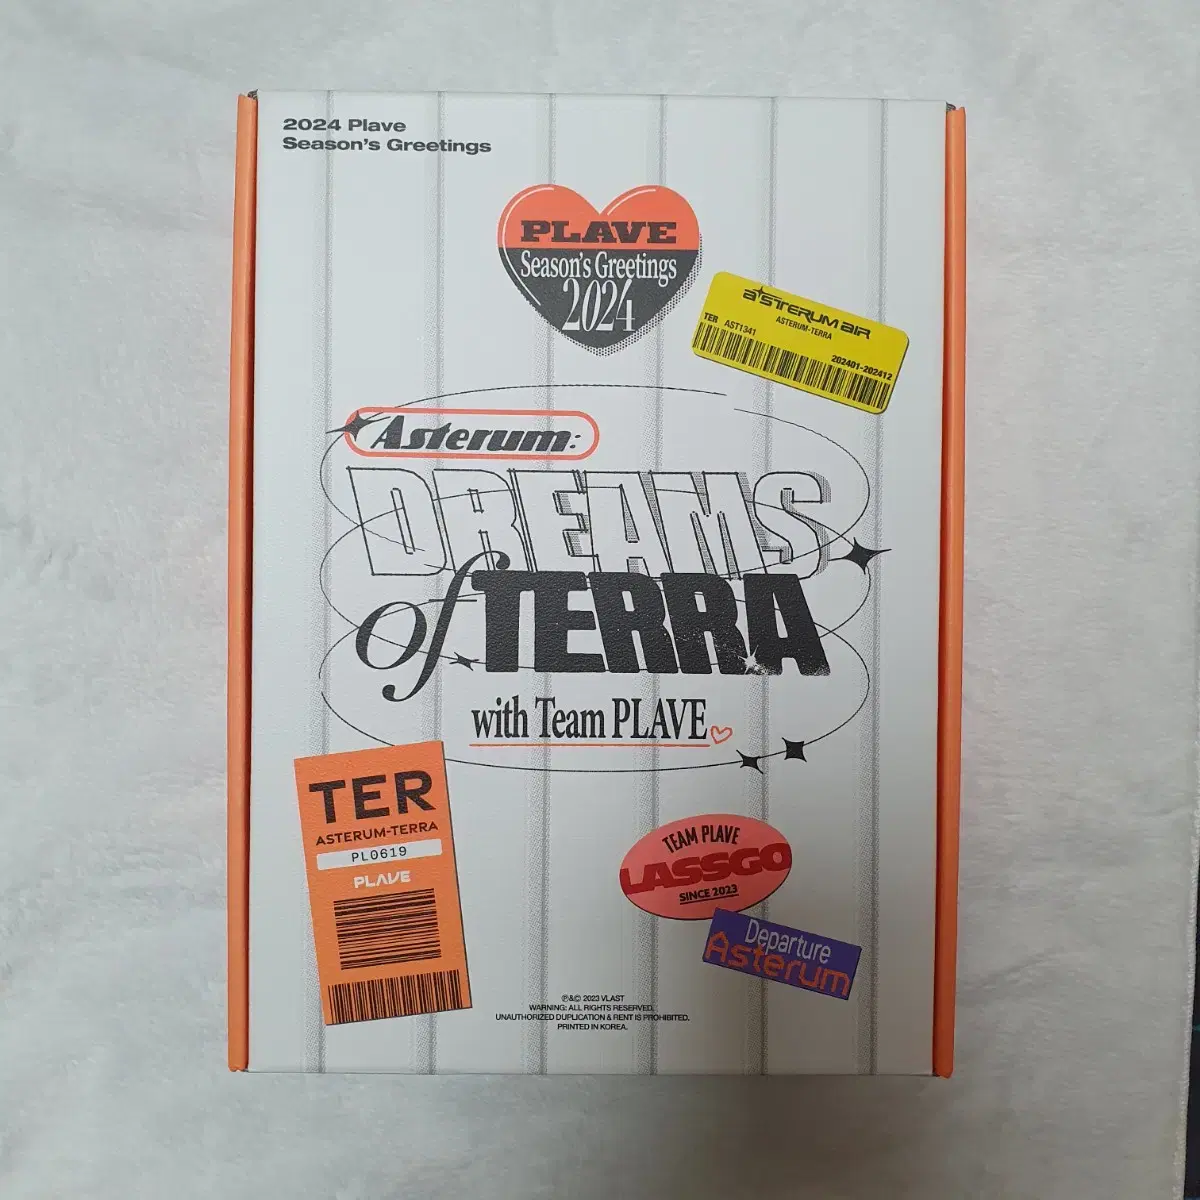 2024 Plave
Season's Greetings
PLAVE
Season's Greetings
2024
asterum air
ASTERUM-TERRA
TER AST1341
202401-202412
Asterum:
DREAMS
of TERRA
with Team PLAVE
TER
ASTERUM-TERRA
PL0619
PLAVE
TEAM PLAVE
LASSGO
SINCE 2023
Departure
Asterum
℗&© 2023 VLAST
WARNING: ALL RIGHTS RESERVED.
UNAUTHORIZED DUPLICATION & RENT IS PROHIBITED.
PRINTED IN KOREA.